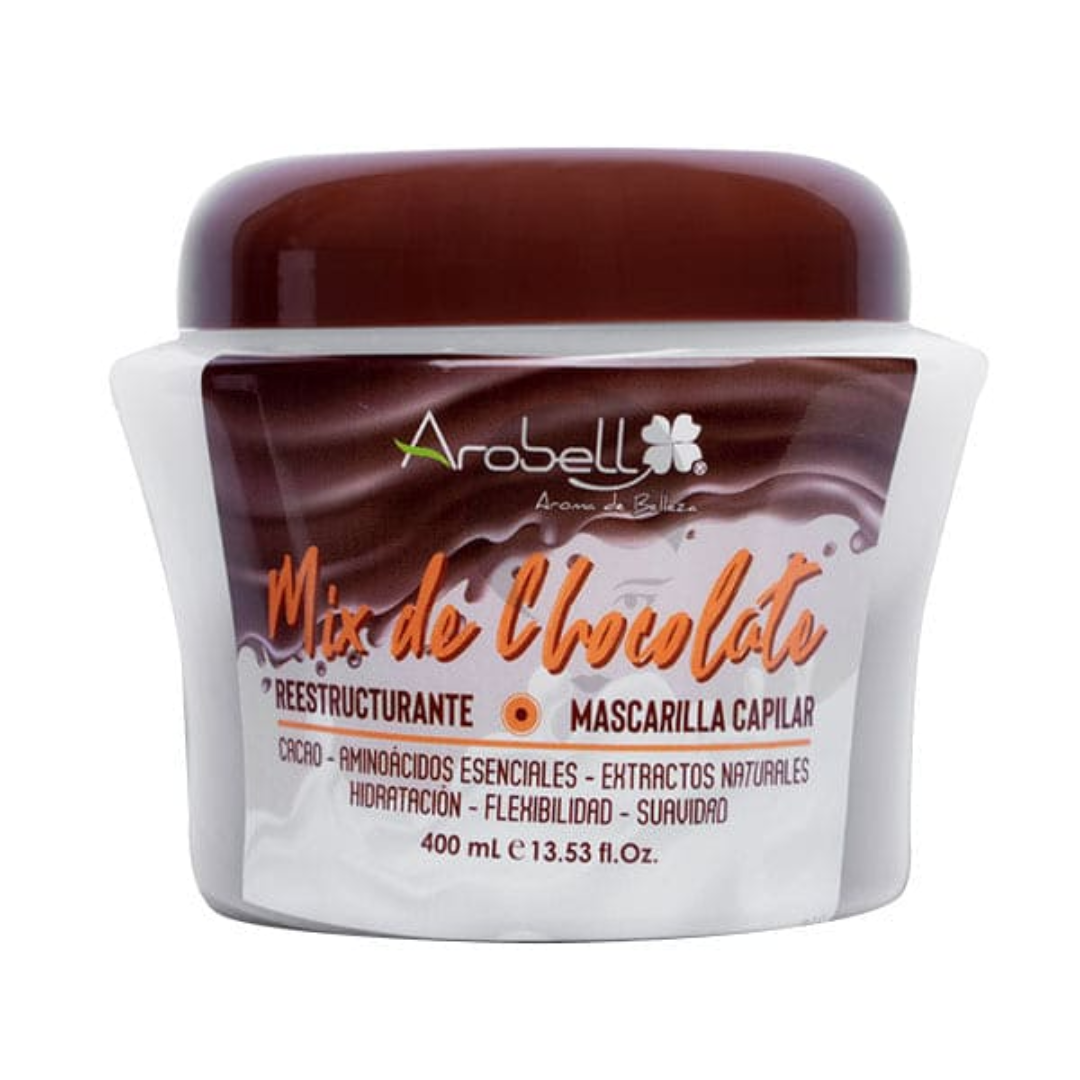 Arobell®
Aroma de Belleza
Mix de Chocolate
REESTRUCTURANTE MASCARILLA CAPILAR
CACAO - AMINOÁCIDOS ESENCIALES - EXTRACTOS NATURALES
HIDRATACIÓN - FLEXIBILIDAD - SUAVIDAD
400 mL e 13.53 fl.Oz.